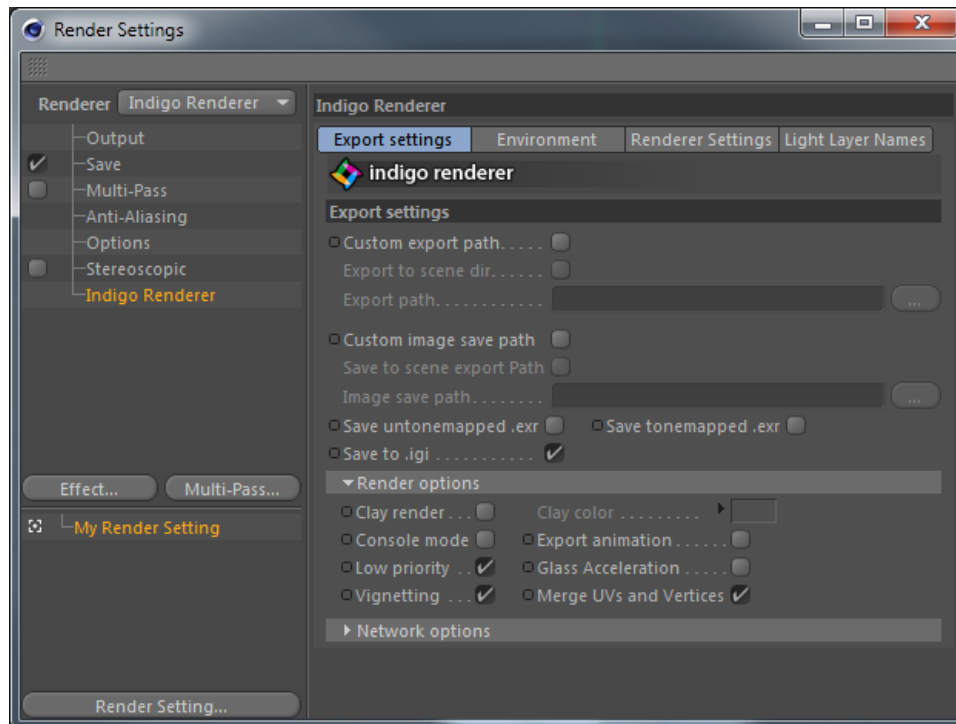 Render Settings
Renderer Indigo Renderer
Output
Save
Multi-Pass
Anti-Aliasing
Options
Stereoscopic
Indigo Renderer
Effect... Multi-Pass...
My Render Setting
Render Setting...
Indigo Renderer
Export settings Environment Renderer Settings Light Layer Names
indigo renderer
Export settings
Custom export path.....
Export to scene dir......
Export path............
Custom image save path
Save to scene export Path
Image save path........
Save untonemapped .exr Save tonemapped .exr
Save to .igi ...........
Render options
Clay render... Clay color .........
Console mode Export animation......
Low priority .. Glass Acceleration .....
Vignetting ... Merge UVs and Vertices
Network options